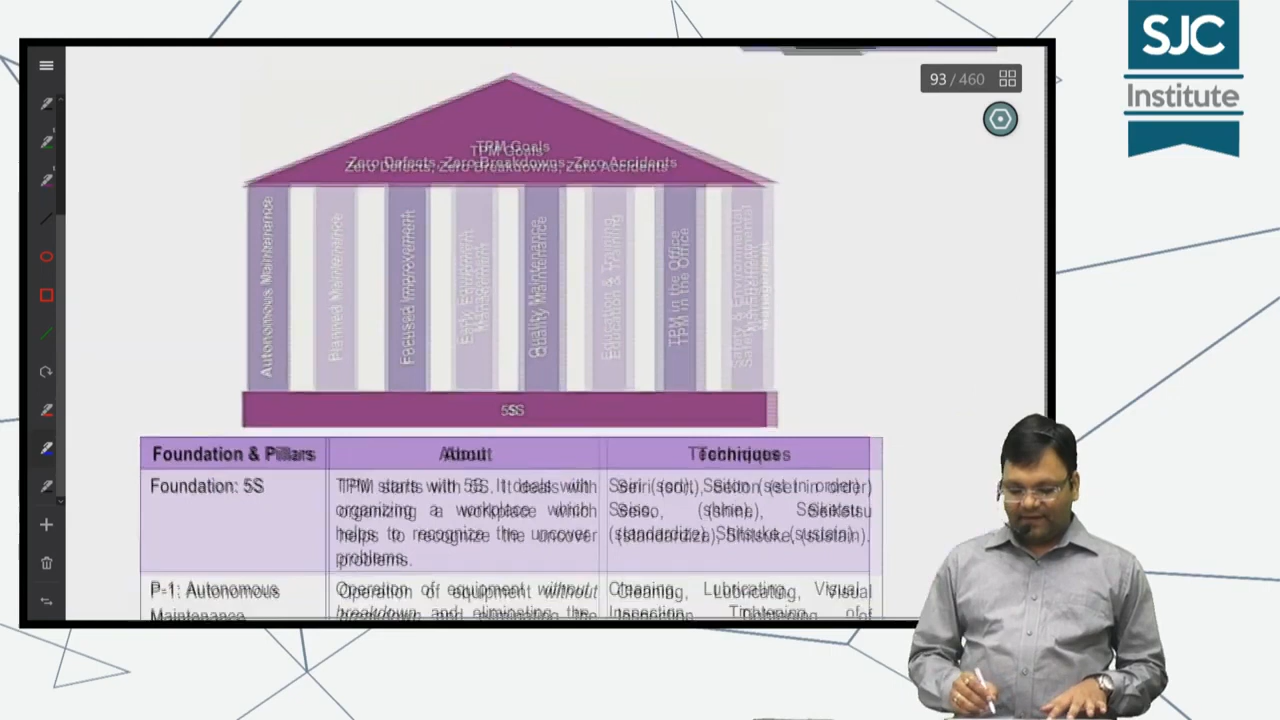 SJC
Institute
93 / 460
TPM Goals
Zero Defects, Zero Breakdowns, Zero Accidents
Autonomous Maintenance
Planned Maintenance
Focused Improvement
Early Equipment
Management
Quality Maintenance
Education & Training
TPM in the Office
Safety & Environmental
Management
5S
Foundation & Pillars
About
Techniques
Foundation: 5S
TPM starts with 5S. It deals with
organizing a workplace which
helps to recognize the uncover
problems.
Seiri (sort), Seiton (set in order)
Seiso, (shine), Seiketsu
(standardize), Shitsuke, (sustain).
P-1: Autonomous
Maintenance
Operation of equipment without
breakdown and eliminating the
Cleaning, Lubricating, Visual
Inspection, Tightening of